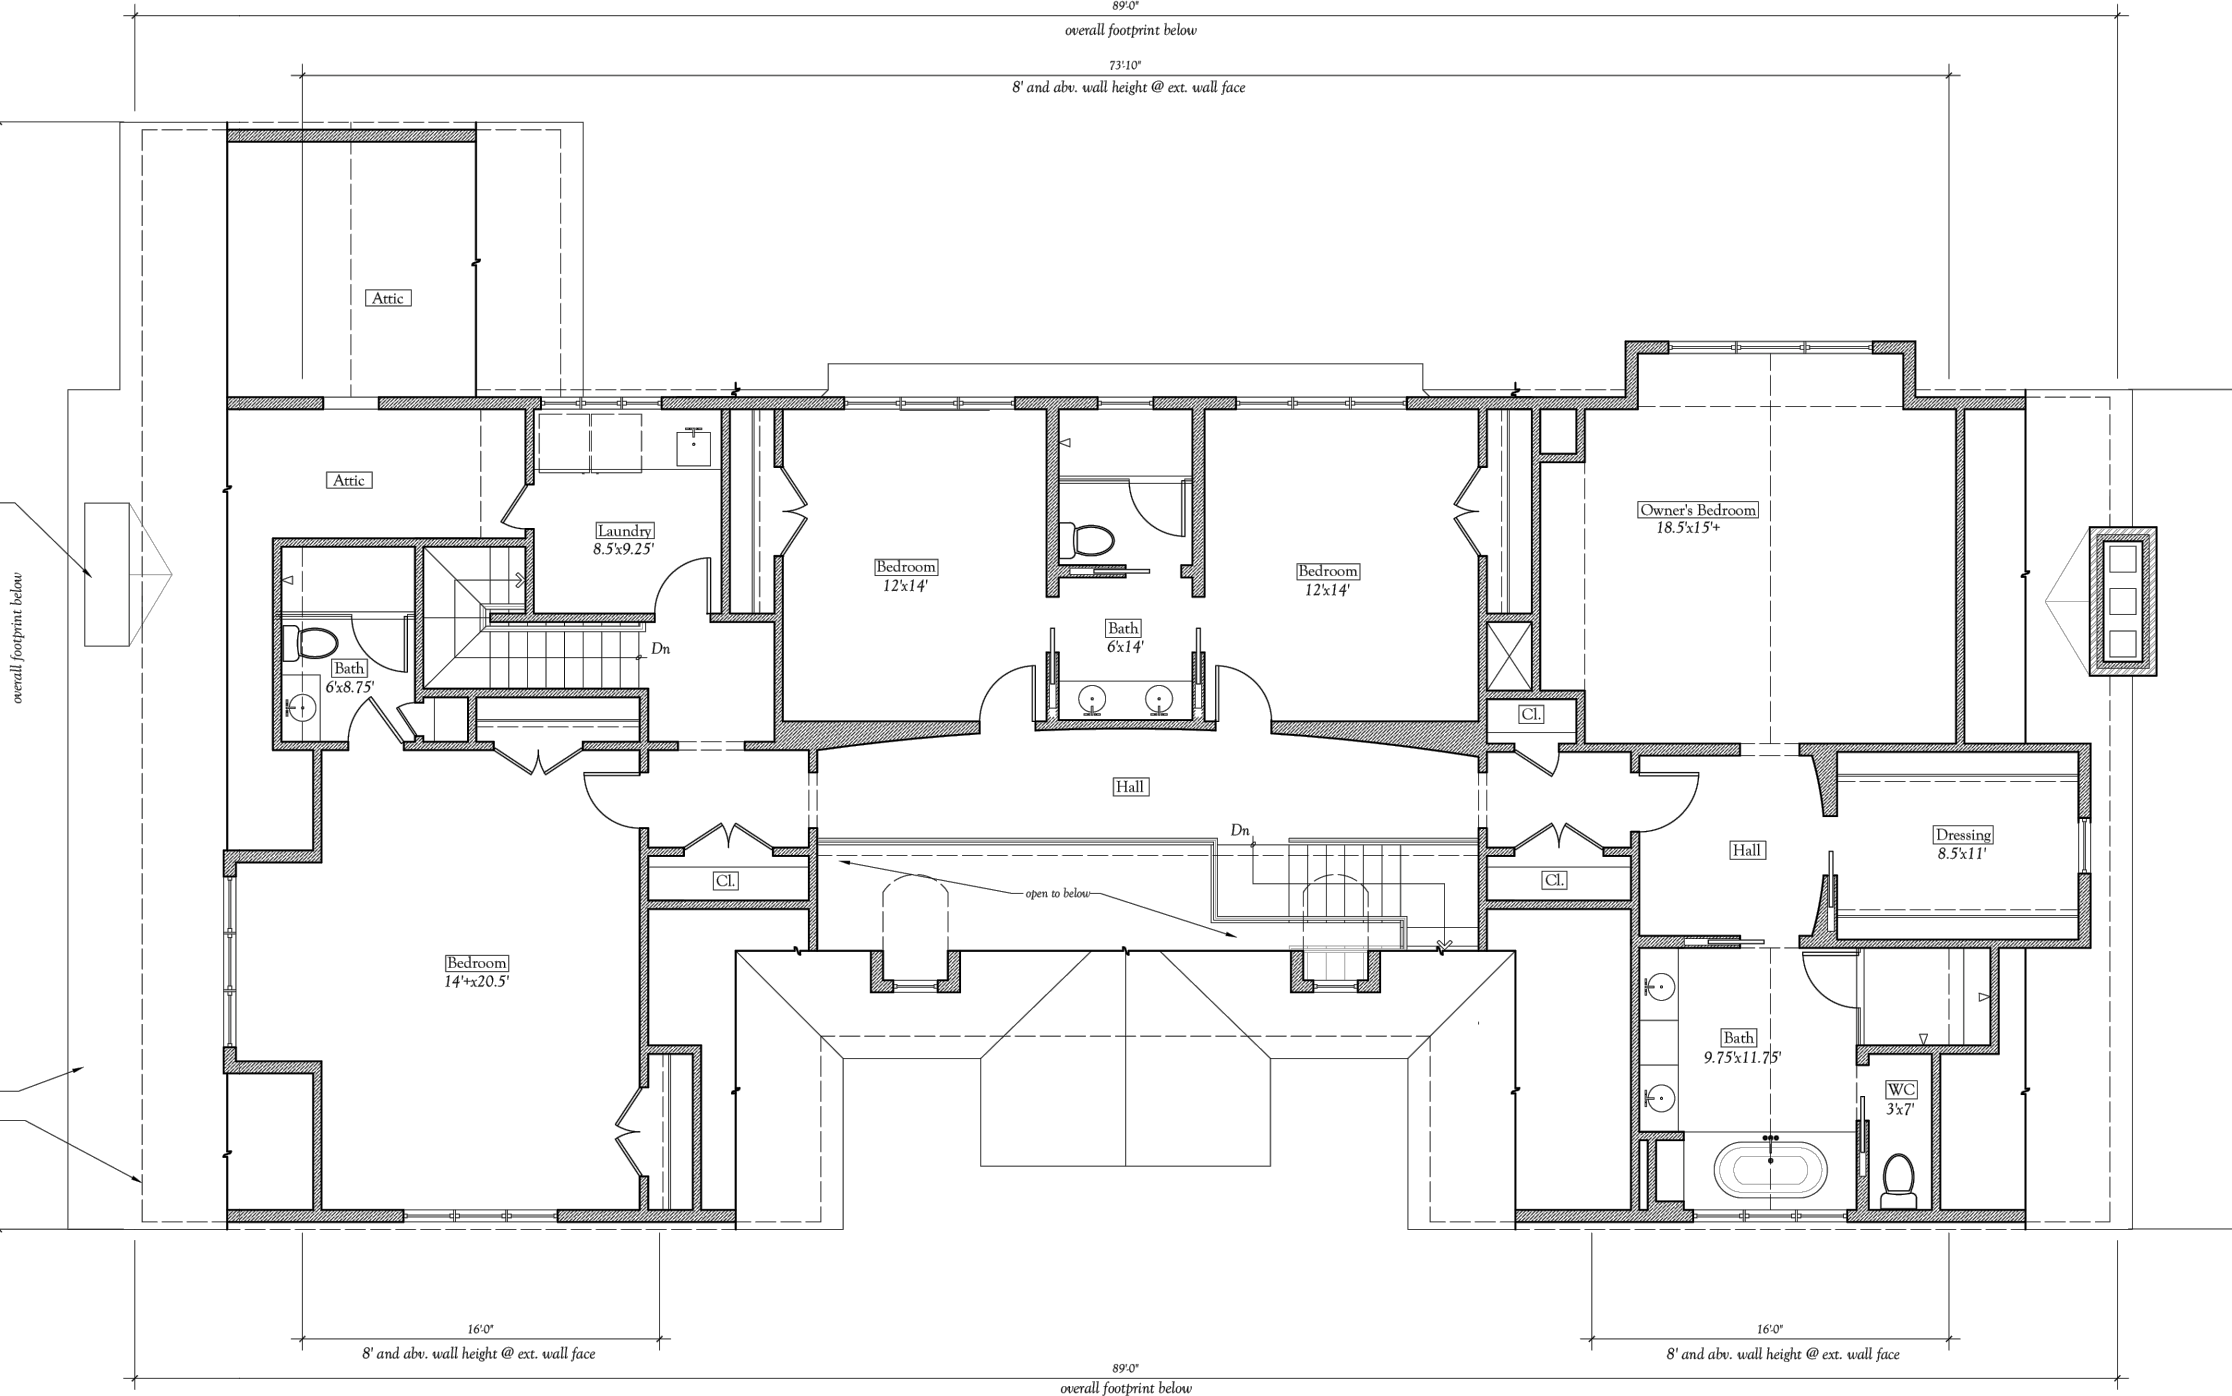 89'-0"
overall footprint below
73'-10"
8' and abv. wall height @ ext. wall face
Attic
Attic
Laundry
8.5'x9.25'
Bedroom
12'x14'
Bedroom
12'x14'
Owner's Bedroom
18.5'x15'+
overall footprint below
Bath
6'x14'
Bath
6'x8.75'
Dn
Cl.
Hall
Dn
Hall
Dressing
8.5'x11'
Cl.
Cl.
open to below
Bedroom
14'+x20.5'
Bath
9.75'x11.75'
WC
3'x7'
16'-0"
8' and abv. wall height @ ext. wall face
16'-0"
8' and abv. wall height @ ext. wall face
89'-0"
overall footprint below